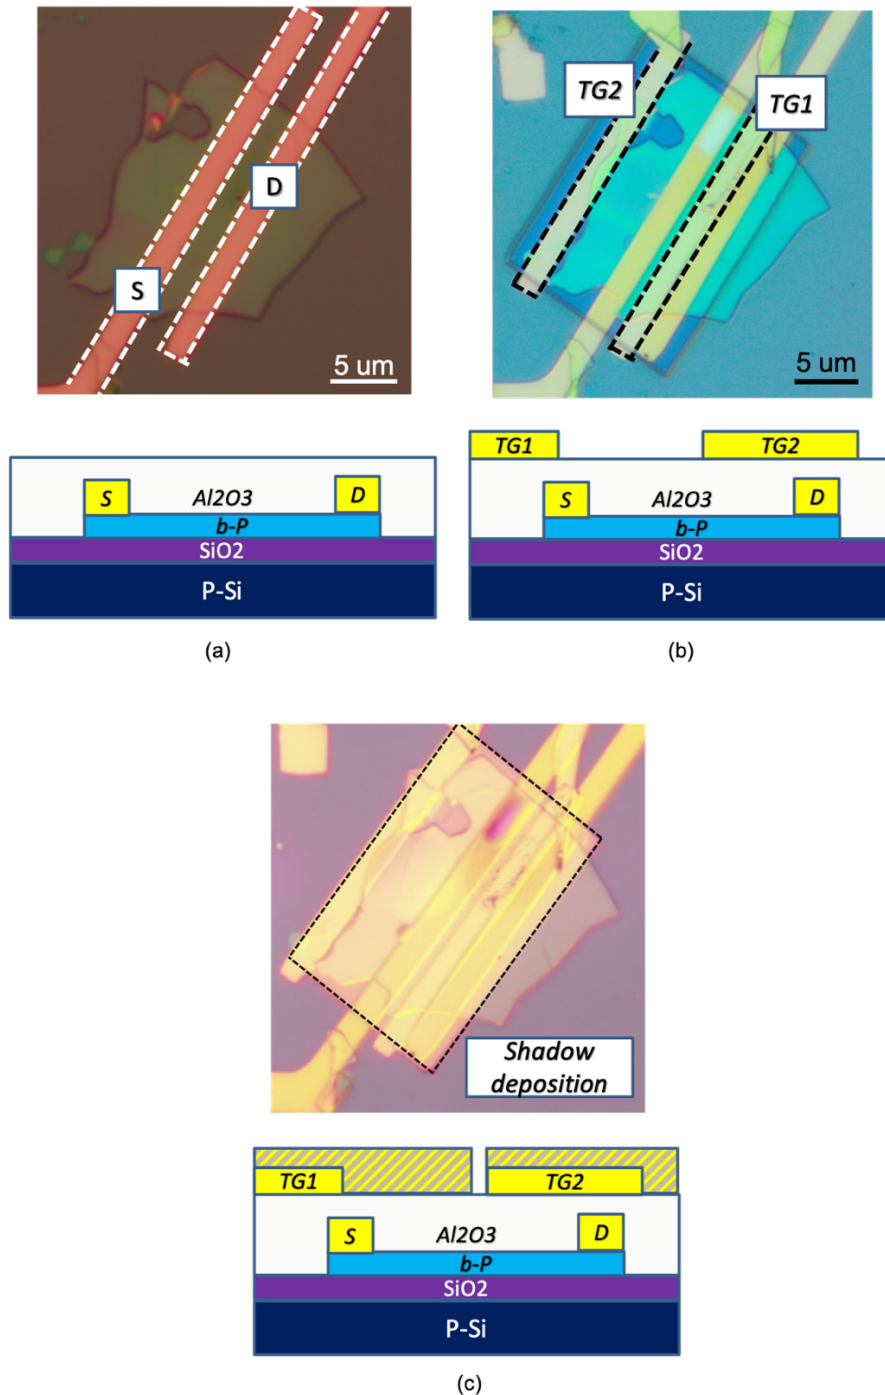 TG2
TG1
D
S
5 um
5 um
TG1
TG2
S
Al2O3
D
b-P
SiO2
P-Si
S
Al2O3
D
b-P
SiO2
P-Si
(a)
(b)
Shadow
deposition
TG1
TG2
S
Al2O3
D
b-P
SiO2
P-Si
(c)